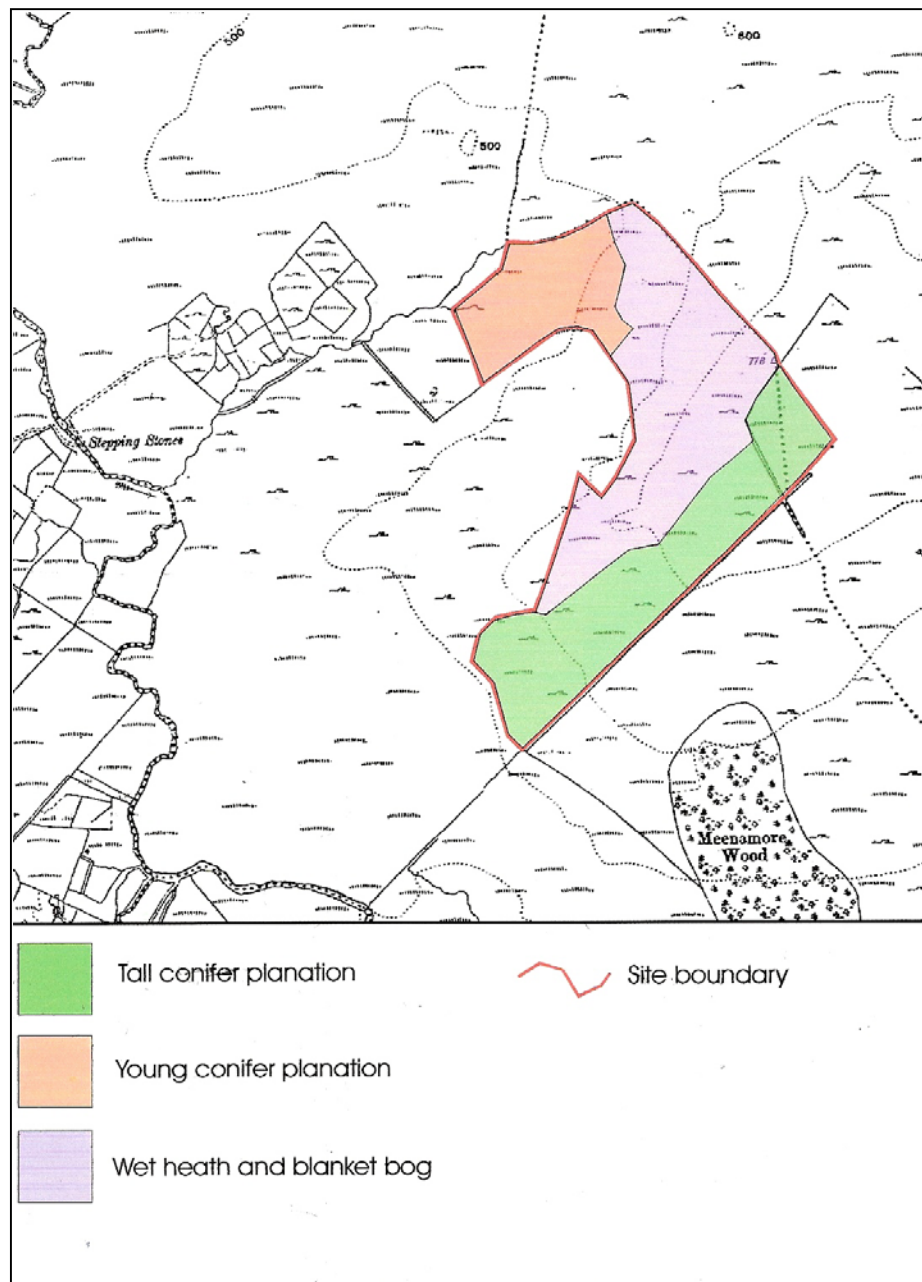 500
600
500
778
Stepping Stones
Meenamore
Wood
Tall conifer planation
Site boundary
Young conifer planation
Wet heath and blanket bog